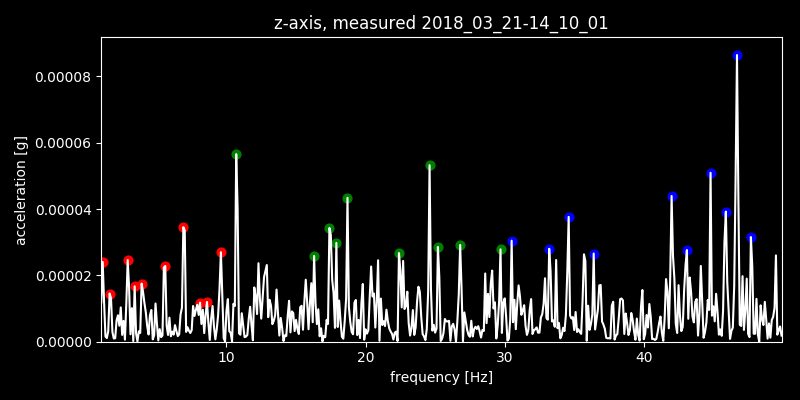 z-axis, measured 2018_03_21-14_10_01
0.00008
0.00006
0.00004
0.00002
0.00000
acceleration [g]
10 20 30 40
frequency [Hz]